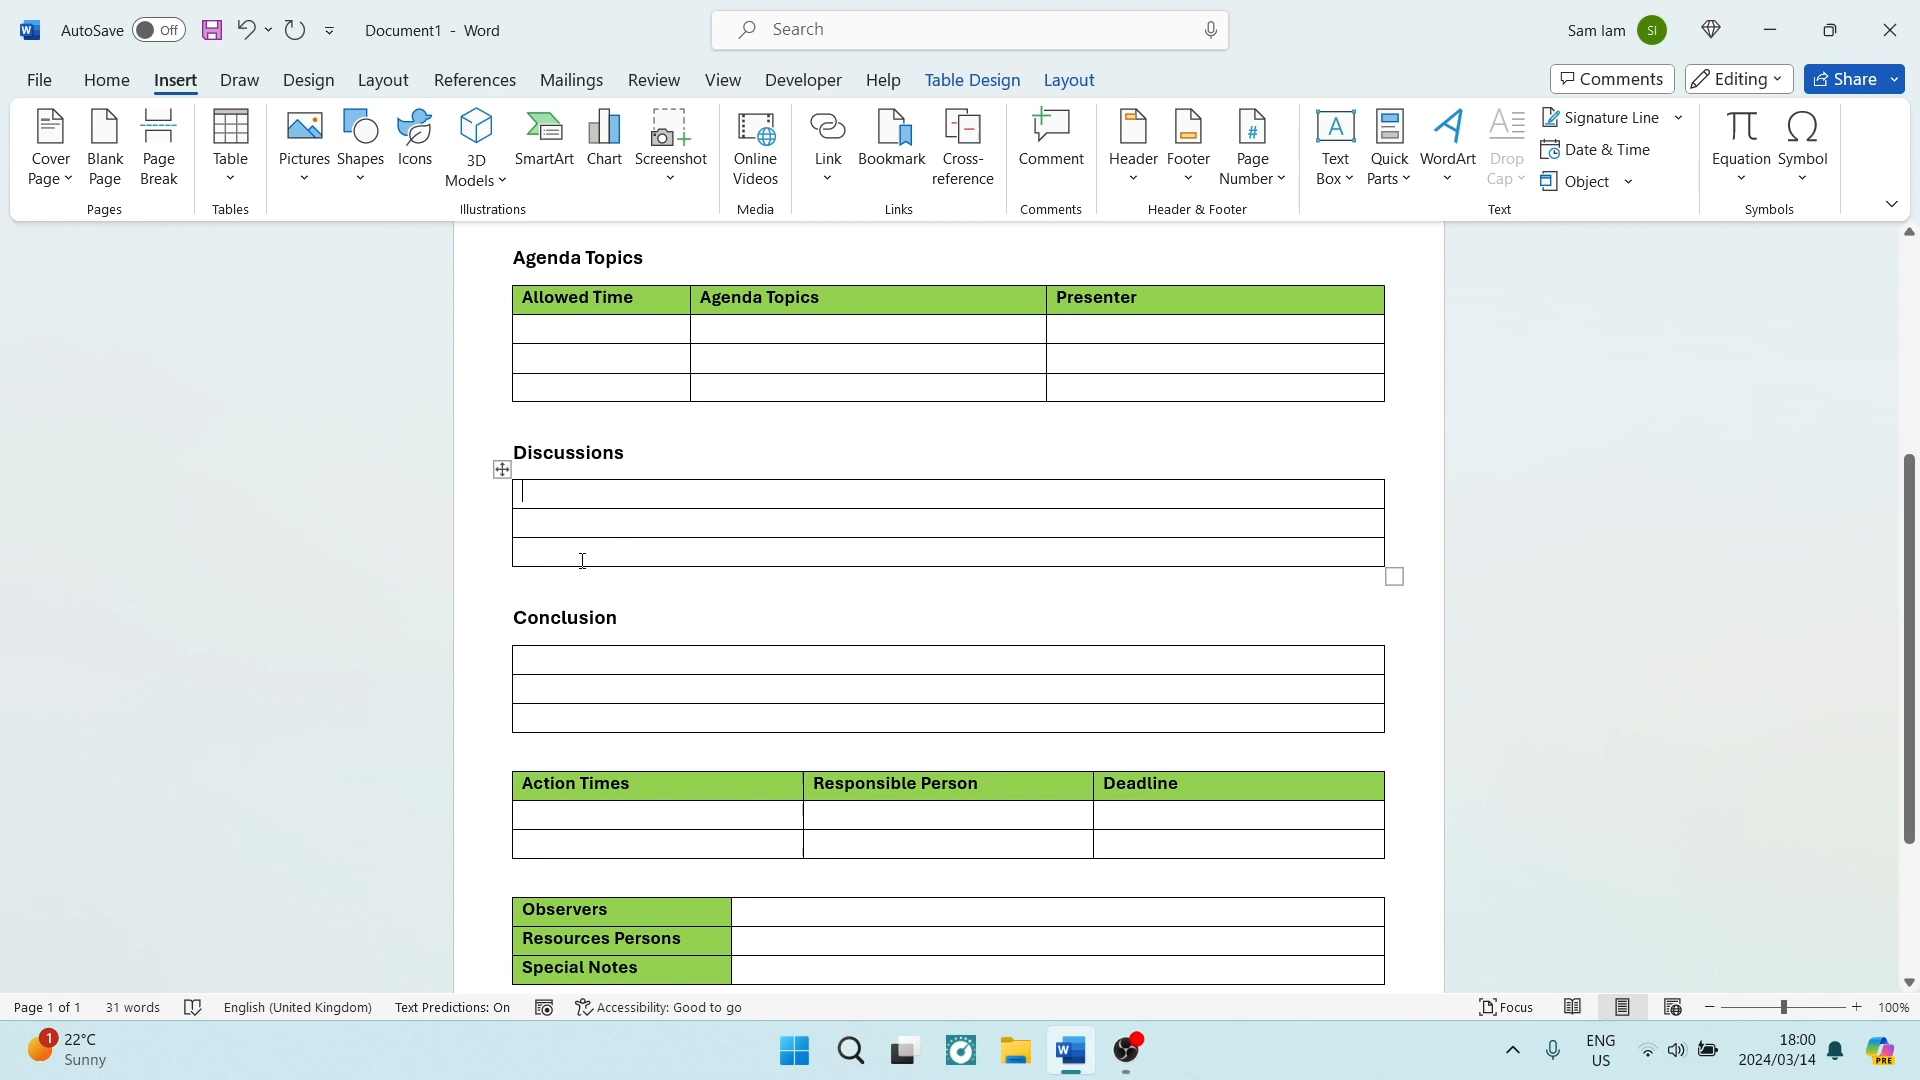 AutoSave Off Document1 - Word Search Sam Iam SI
File Home Insert Draw Design Layout References Mailings Review View Developer Help Table Design Layout Comments Editing Share
Cover Page Blank Page Page Break Table Pictures Shapes Icons 3D Models SmartArt Chart Screenshot Online Videos Link Bookmark Cross-reference Comment Header Footer Page Number Text Box Quick Parts WordArt Drop Cap Signature Line Date & Time Object Equation Symbol
Pages Tables Illustrations Media Links Comments Header & Footer Text Symbols
Agenda Topics
Allowed Time Agenda Topics Presenter
Discussions
Conclusion
Action Times Responsible Person Deadline
Observers
Resources Persons
Special Notes
Page 1 of 1 31 words English (United Kingdom) Text Predictions: On Accessibility: Good to go Focus 100%
1 22°C Sunny ENG US 18:00 2024/03/14 PRE